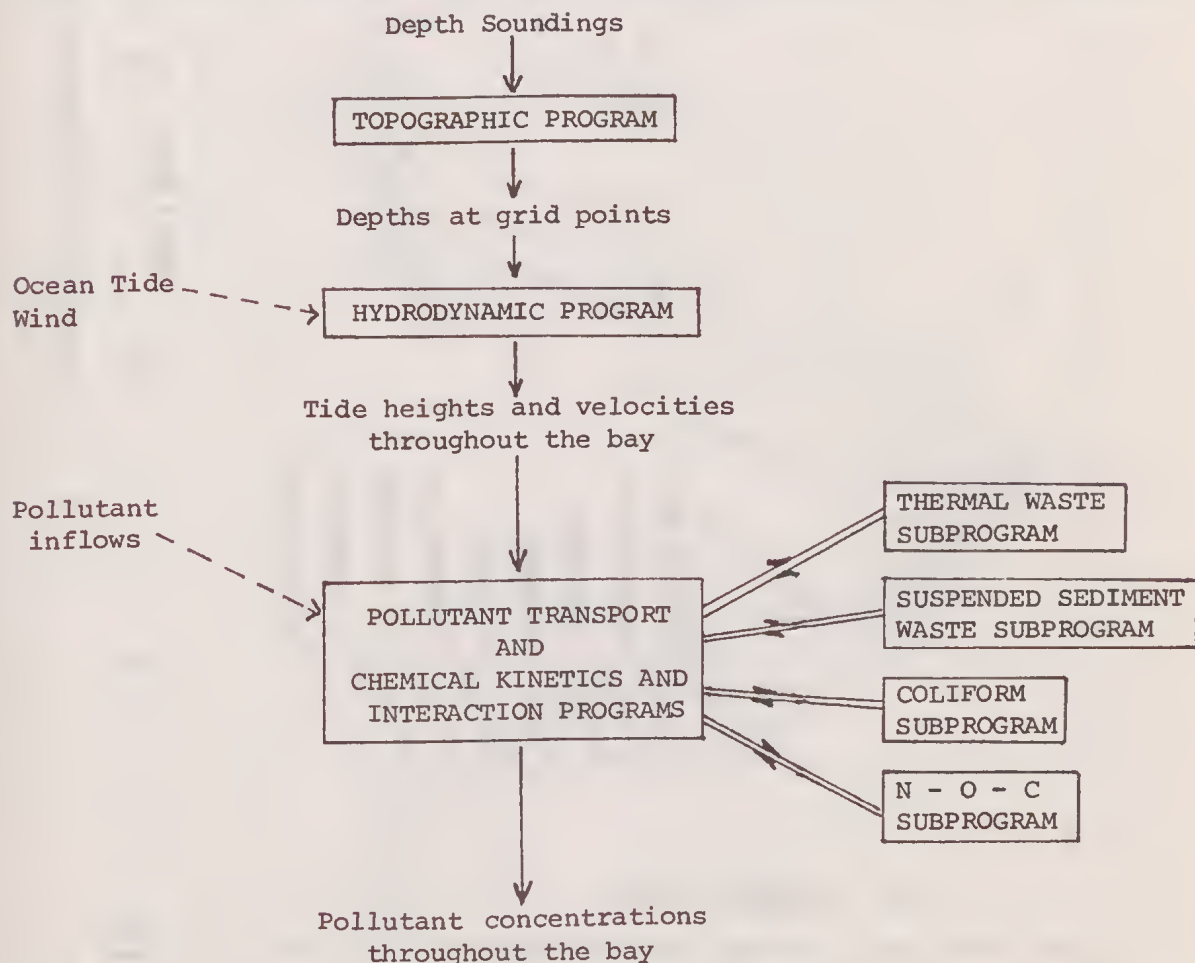 Depth Soundings
TOPOGRAPHIC PROGRAM
Depths at grid points
Ocean Tide
Wind
HYDRODYNAMIC PROGRAM
Tide heights and velocities
throughout the bay
Pollutant
inflows
POLLUTANT TRANSPORT
AND
CHEMICAL KINETICS AND
INTERACTION PROGRAMS
THERMAL WASTE
SUBPROGRAM
SUSPENDED SEDIMENT
WASTE SUBPROGRAM
COLIFORM
SUBPROGRAM
N - O - C
SUBPROGRAM
Pollutant concentrations
throughout the bay